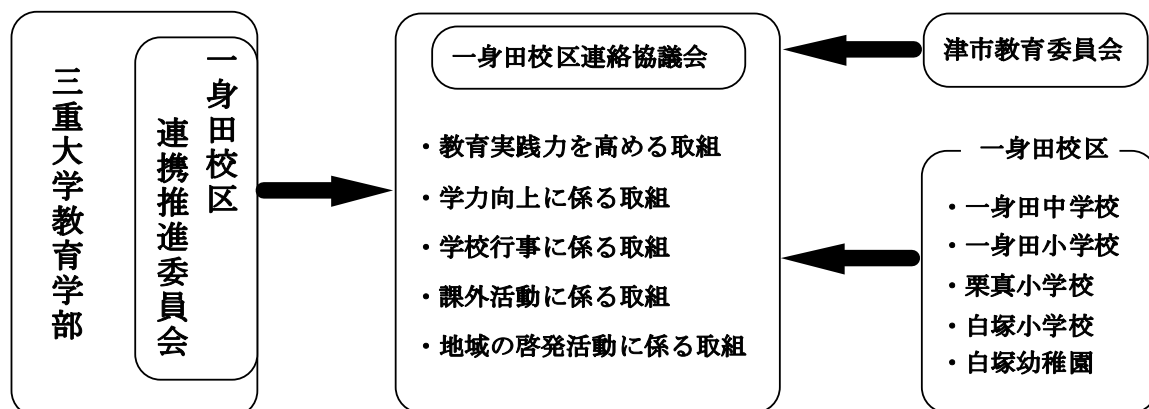 三重大学教育学部
一身田校区
連携推進委員会
一身田校区連絡協議会
・教育実践力を高める取組
・学力向上に係る取組
・学校行事に係る取組
・課外活動に係る取組
・地域の啓発活動に係る取組
津市教育委員会
一身田校区
・一身田中学校
・一身田小学校
・栗真小学校
・白塚小学校
・白塚幼稚園